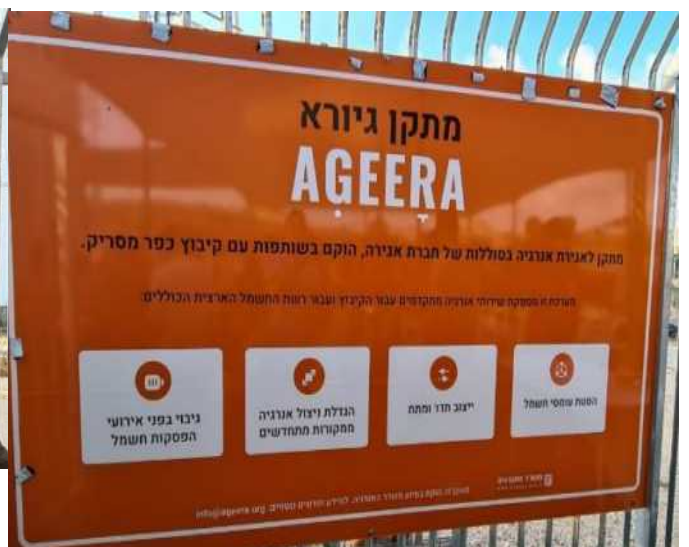 מתקן גיורא
AGEERA
מתקן לאגירת אנרגיה בסוללות של חברת אגירה, הוקם בשותפות עם קיבוץ כפר מסריק.
מערכת זו מספקת שירותי אנרגיה מתקדמים עבור הקיבוץ ועבור רשת החשמל הארצית הכוללים:
הסטת עומסי חשמל
ייצוב תדר ומתח
הגדלת ניצול אנרגיה
ממקורות מתחדשים
גיבוי בפני אירועי
הפסקות חשמל
משרד האנרגיה
info@ageera.org